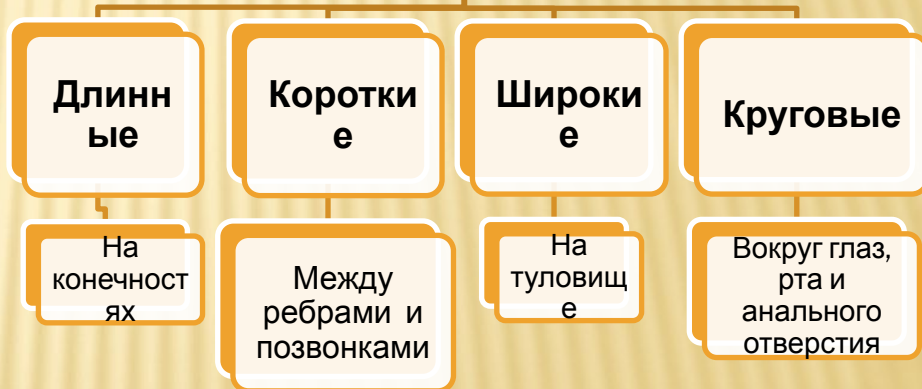 Длинн
ые
Коротки
е
Широки
е
Круговые
На
конечност
ях
Между
ребрами и
позвонками
На
туловищ
е
Вокруг глаз,
рта и
анального
отверстия